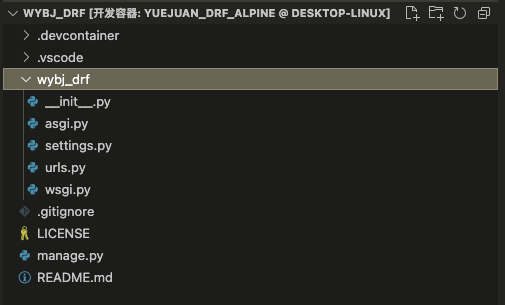 WYBJ_DRF [开发容器: YUEJUAN_DRF_ALPINE @ DESKTOP-LINUX]
.devcontainer
.vscode
wybj_drf
__init__.py
asgi.py
settings.py
urls.py
wsgi.py
.gitignore
LICENSE
manage.py
README.md